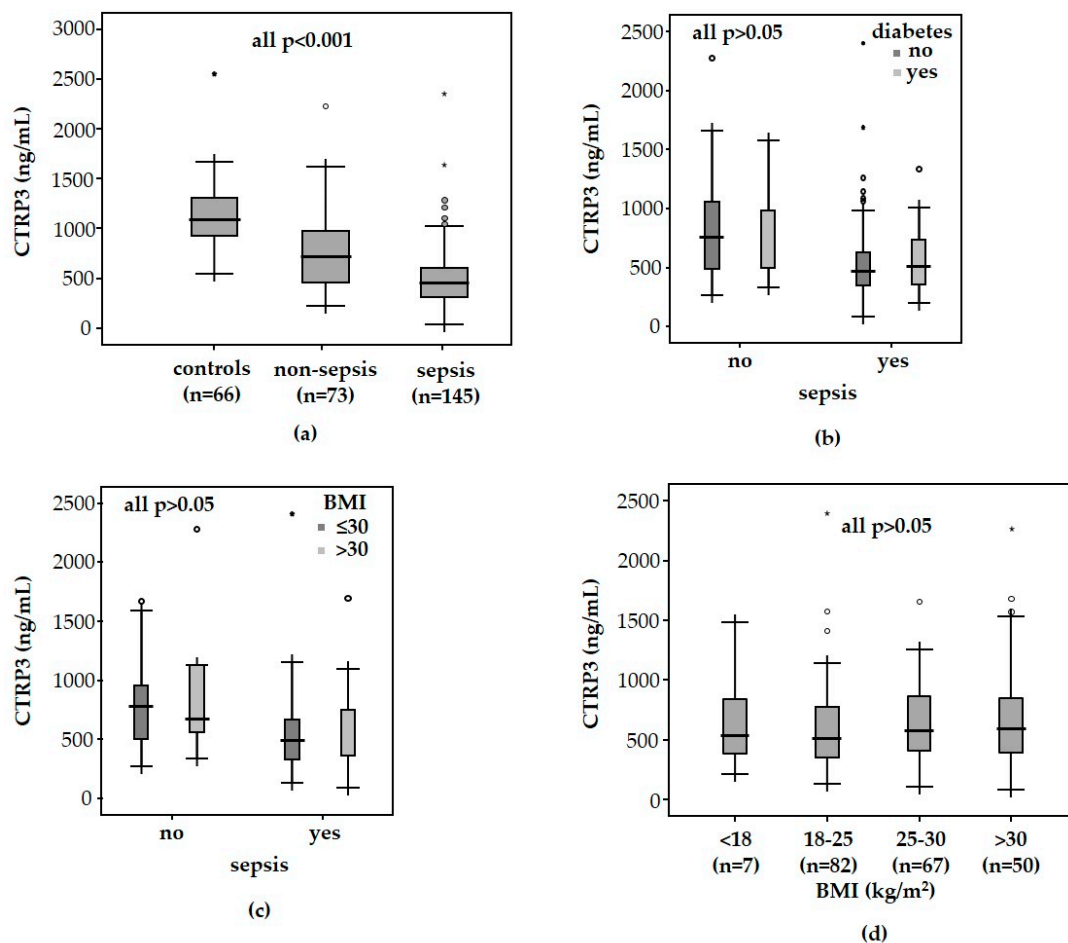 3000
2500
2000
1500
1000
500
0
CTRP3 (ng/mL)
all p<0.001
controls non-sepsis sepsis
(n=66) (n=73) (n=145)
(a)
2500
2000
1500
1000
500
0
CTRP3 (ng/mL)
all p>0.05
diabetes
no
yes
no yes
sepsis
(b)
2500
2000
1500
1000
500
0
CTRP3 (ng/mL)
all p>0.05
BMI
≤30
>30
no yes
sepsis
(c)
2500
2000
1500
1000
500
0
CTRP3 (ng/mL)
all p>0.05
<18 18-25 25-30 >30
(n=7) (n=82) (n=67) (n=50)
BMI (kg/m²)
(d)